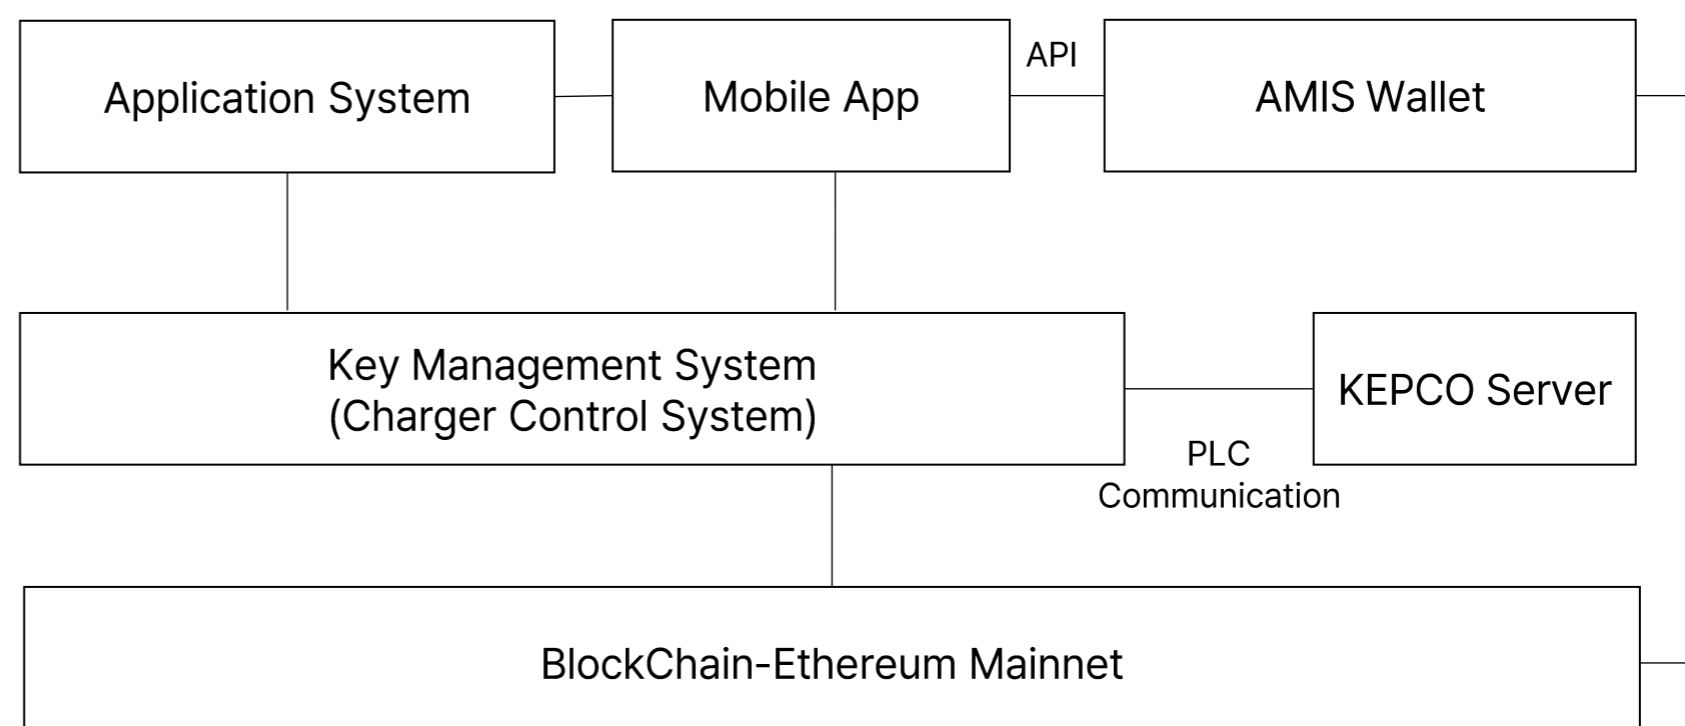 Application System
Mobile App
API
AMIS Wallet
Key Management System
(Charger Control System)
KEPCO Server
PLC
Communication
BlockChain-Ethereum Mainnet